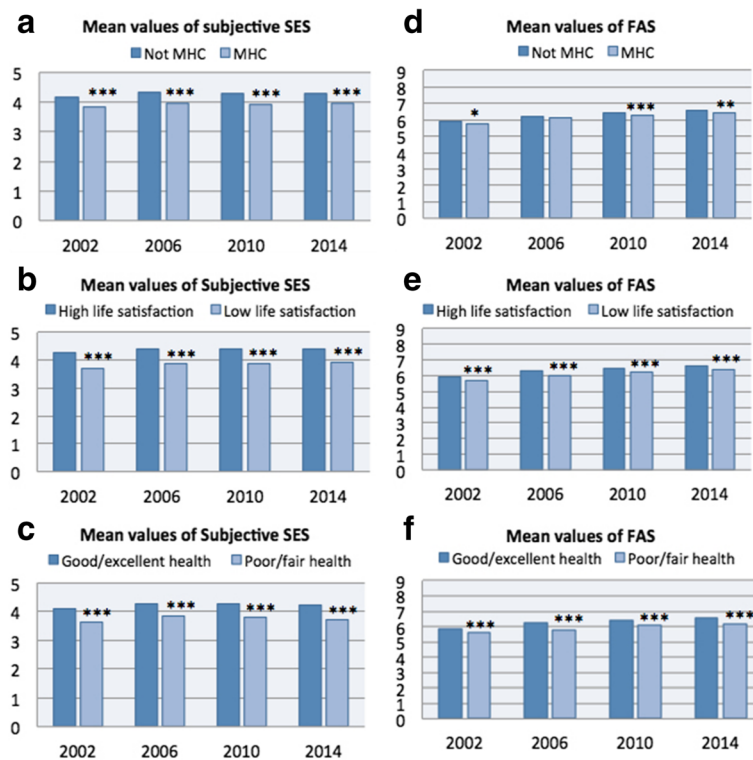 a
Mean values of subjective SES
Not MHC MHC
5
4
3
2
1
0
*** *** *** ***
2002 2006 2010 2014
b
Mean values of Subjective SES
High life satisfaction Low life satisfaction
5
4
3
2
1
0
*** *** *** ***
2002 2006 2010 2014
c
Mean values of Subjective SES
Good/excellent health Poor/fair health
5
4
3
2
1
0
*** *** *** ***
2002 2006 2010 2014
d
Mean values of FAS
Not MHC MHC
9
8
7
6
5
4
3
2
1
0
* *** **
2002 2006 2010 2014
e
Mean values of FAS
High life satisfaction Low life satisfaction
9
8
7
6
5
4
3
2
1
0
*** *** *** ***
2002 2006 2010 2014
f
Mean values of FAS
Good/excellent health Poor/fair health
9
8
7
6
5
4
3
2
1
0
*** *** *** ***
2002 2006 2010 2014